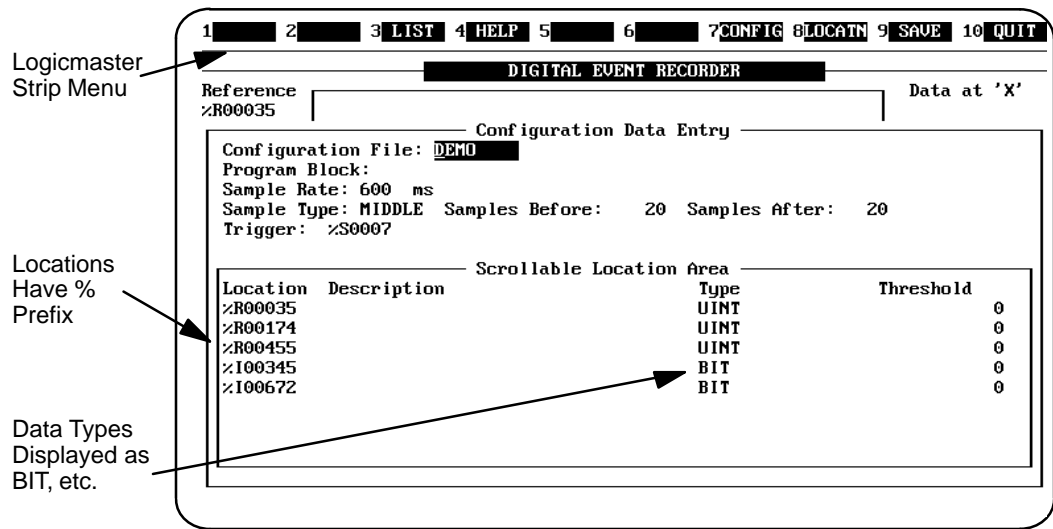 1 2 3 LIST 4 HELP 5 6 7CONFIG 8LOCATN 9 SAVE 10 QUIT
Logicmaster
Strip Menu
DIGITAL EVENT RECORDER
Reference Data at 'X'
%R00035
Configuration Data Entry
Configuration File: DEMO
Program Block:
Sample Rate: 600 ms
Sample Type: MIDDLE Samples Before: 20 Samples After: 20
Trigger: %S0007
Locations
Have %
Prefix
Scrollable Location Area
Location Description Type Threshold
%R00035 UINT 0
%R00174 UINT 0
%R00455 UINT 0
%I00345 BIT 0
%I00672 BIT 0
Data Types
Displayed as
BIT, etc.